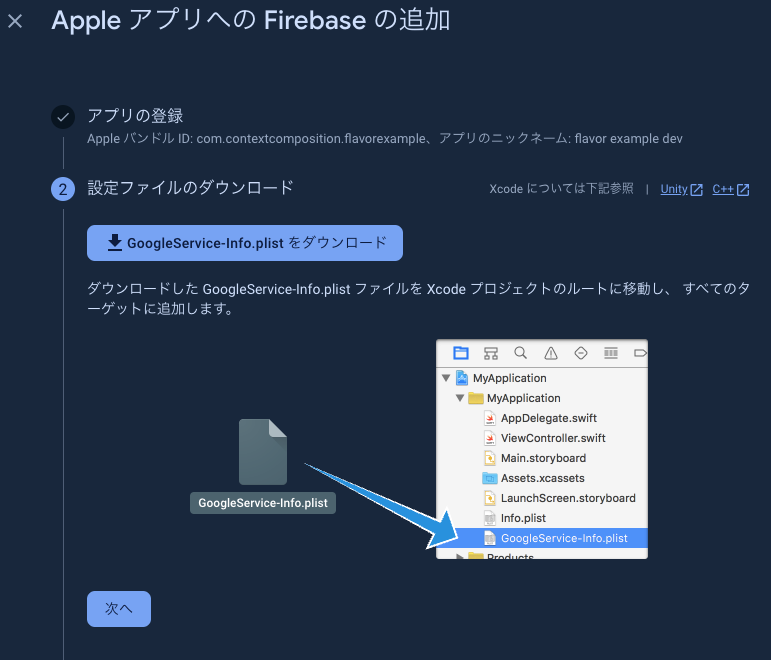 Apple アプリへの Firebase の追加
アプリの登録
Apple バンドル ID: com.contextcomposition.flavorexample、アプリのニックネーム: flavor example dev
2 設定ファイルのダウンロード
Xcode については下記参照 | Unity C++
GoogleService-Info.plist をダウンロード
ダウンロードした GoogleService-Info.plist ファイルを Xcode プロジェクトのルートに移動し、 すべてのタ
ーゲットに追加します。
MyApplication
MyApplication
AppDelegate.swift
ViewController.swift
Main.storyboard
Assets.xcassets
LaunchScreen.storyboard
Info.plist
GoogleService-Info.plist
Products
GoogleService-Info.plist
次へ